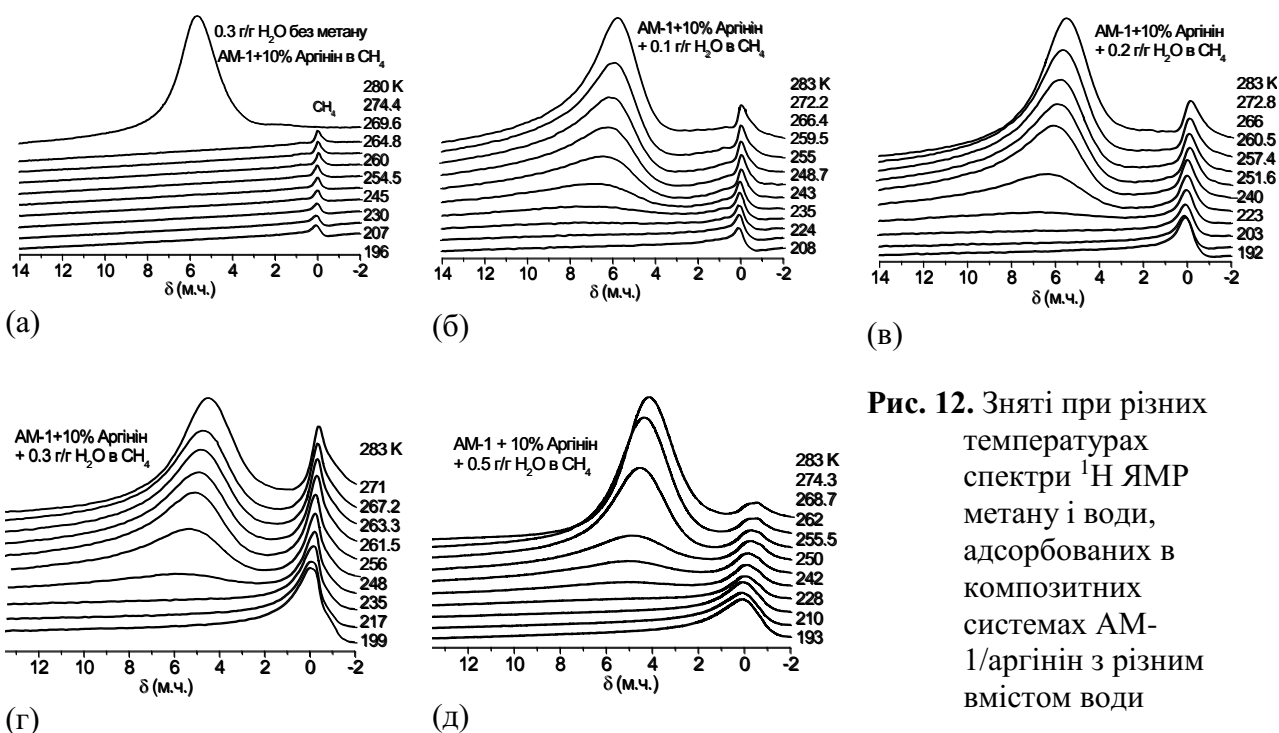 0.3 г/г H₂O без метану
АМ-1+10% Аргінін в CH₄
280 K
274.4
269.6
264.8
260
254.5
245
230
207
196
CH₄
14 12 10 8 6 4 2 0 -2
δ (м.ч.)
(а)
АМ-1+10% Аргінін
+ 0.1 г/г H₂O в CH₄
283 K
272.2
266.4
259.5
255
248.7
243
235
224
208
14 12 10 8 6 4 2 0 -2
δ (м.ч.)
(б)
АМ-1+10% Аргінін
+ 0.2 г/г H₂O в CH₄
283 K
272.8
266
260.5
257.4
251.6
240
223
203
192
14 12 10 8 6 4 2 0 -2
δ (м.ч.)
(в)
АМ-1+10% Аргінін
+ 0.3 г/г H₂O в CH₄
283 K
271
267.2
263.3
261.5
256
248
235
217
199
12 10 8 6 4 2 0 -2
δ (м.ч.)
(г)
АМ-1 + 10% Аргінін
+ 0.5 г/г H₂O в CH₄
283 K
274.3
268.7
262
255.5
250
242
228
210
193
14 12 10 8 6 4 2 0 -2
δ (м.ч.)
(д)
Рис. 12. Зняті при різних
температурах
спектри ¹Н ЯМР
метану і води,
адсорбованих в
композитних
системах АМ-
1/аргінін з різним
вмістом води